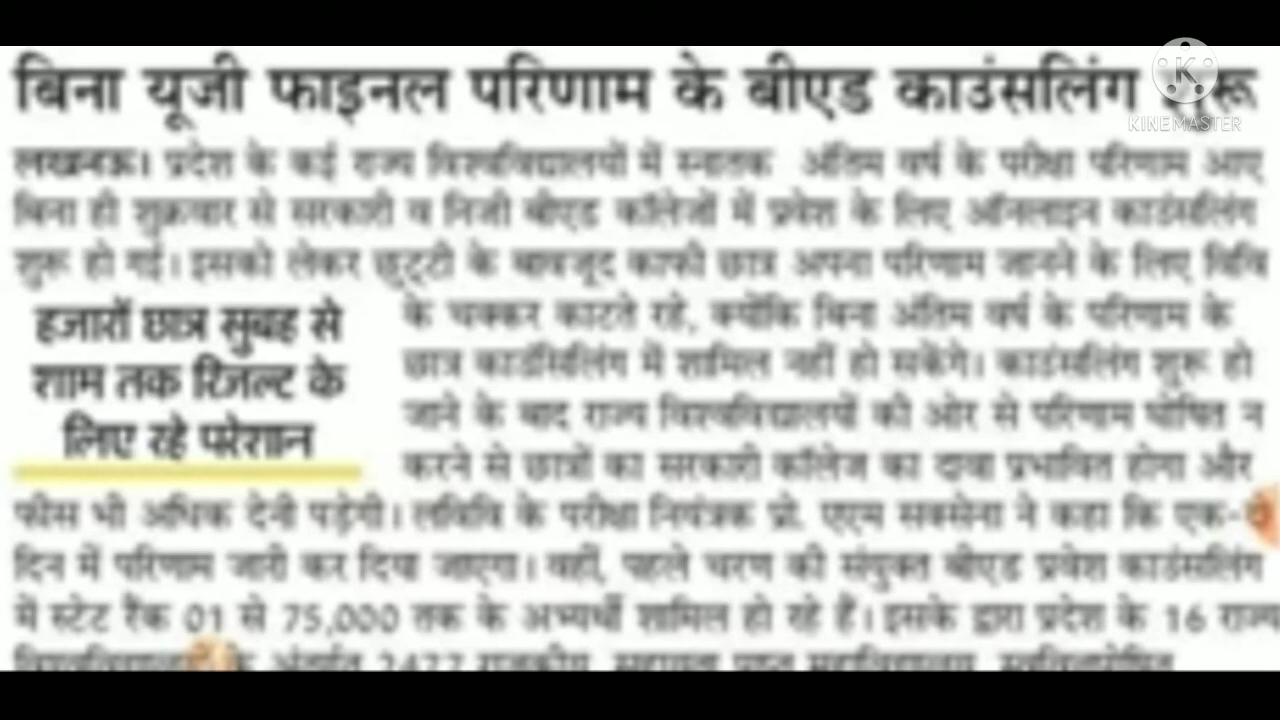 बिना यूजी फाइनल परिणाम के बीएड काउंसलिंग शुरू
KINEMASTER
लखनऊ। प्रदेश के कई राज्य विश्वविद्यालयों में स्नातक अंतिम वर्ष के परीक्षा परिणाम आए
बिना ही शुक्रवार से सरकारी व निजी बीएड कॉलेजों में प्रवेश के लिए ऑनलाइन काउंसलिंग
शुरू हो गई। इसको लेकर छुट्टी के बावजूद काफी छात्र अपना परिणाम जानने के लिए विवि
हजारों छात्र सुबह से
शाम तक रिजल्ट के
लिए रहे परेशान
के चक्कर काटते रहे, क्योंकि बिना अंतिम वर्ष के परिणाम के
छात्र काउंसिलिंग में शामिल नहीं हो सकेंगे। काउंसलिंग शुरू हो
जाने के बाद राज्य विश्वविद्यालयों की ओर से परिणाम घोषित न
करने से छात्रों का सरकारी कॉलेज का दावा प्रभावित होगा और
फीस भी अधिक देनी पड़ेगी। लविवि के परीक्षा नियंत्रक प्रो. एएम सक्सेना ने कहा कि एक-
दिन में परिणाम जारी कर दिया जाएगा। वहीं, पहले चरण की संयुक्त बीएड प्रवेश काउंसलिंग
में स्टेट रैंक 01 से 75,000 तक के अभ्यर्थी शामिल हो रहे हैं। इसके द्वारा प्रदेश के 16 राज्य